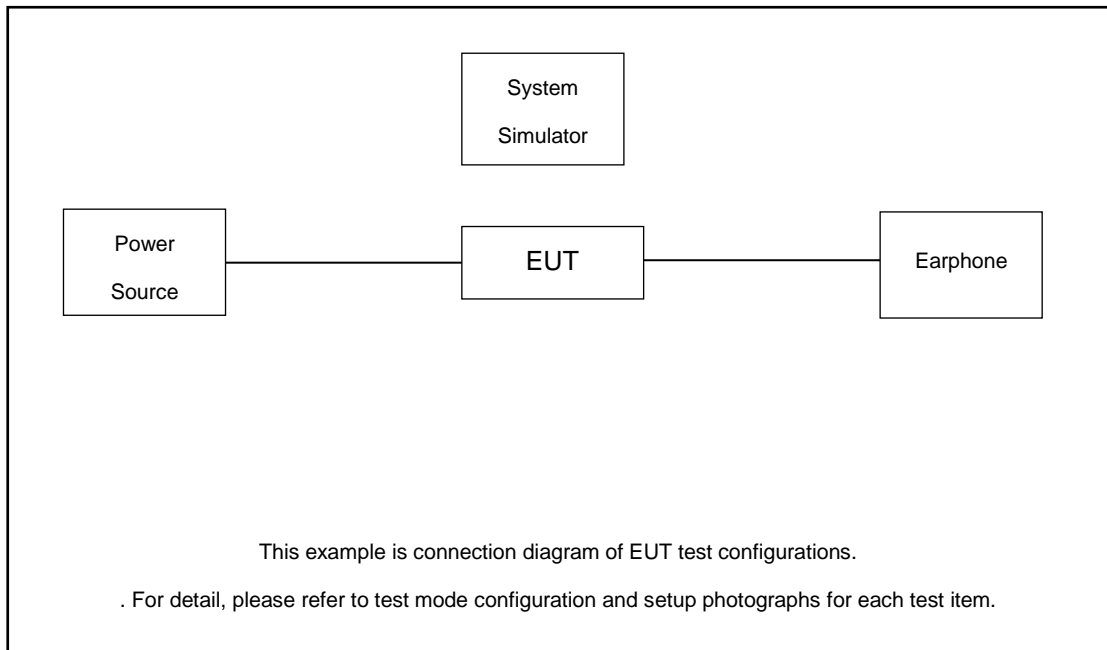 System
Simulator
Power
Source
EUT
Earphone
This example is connection diagram of EUT test configurations.
. For detail, please refer to test mode configuration and setup photographs for each test item.